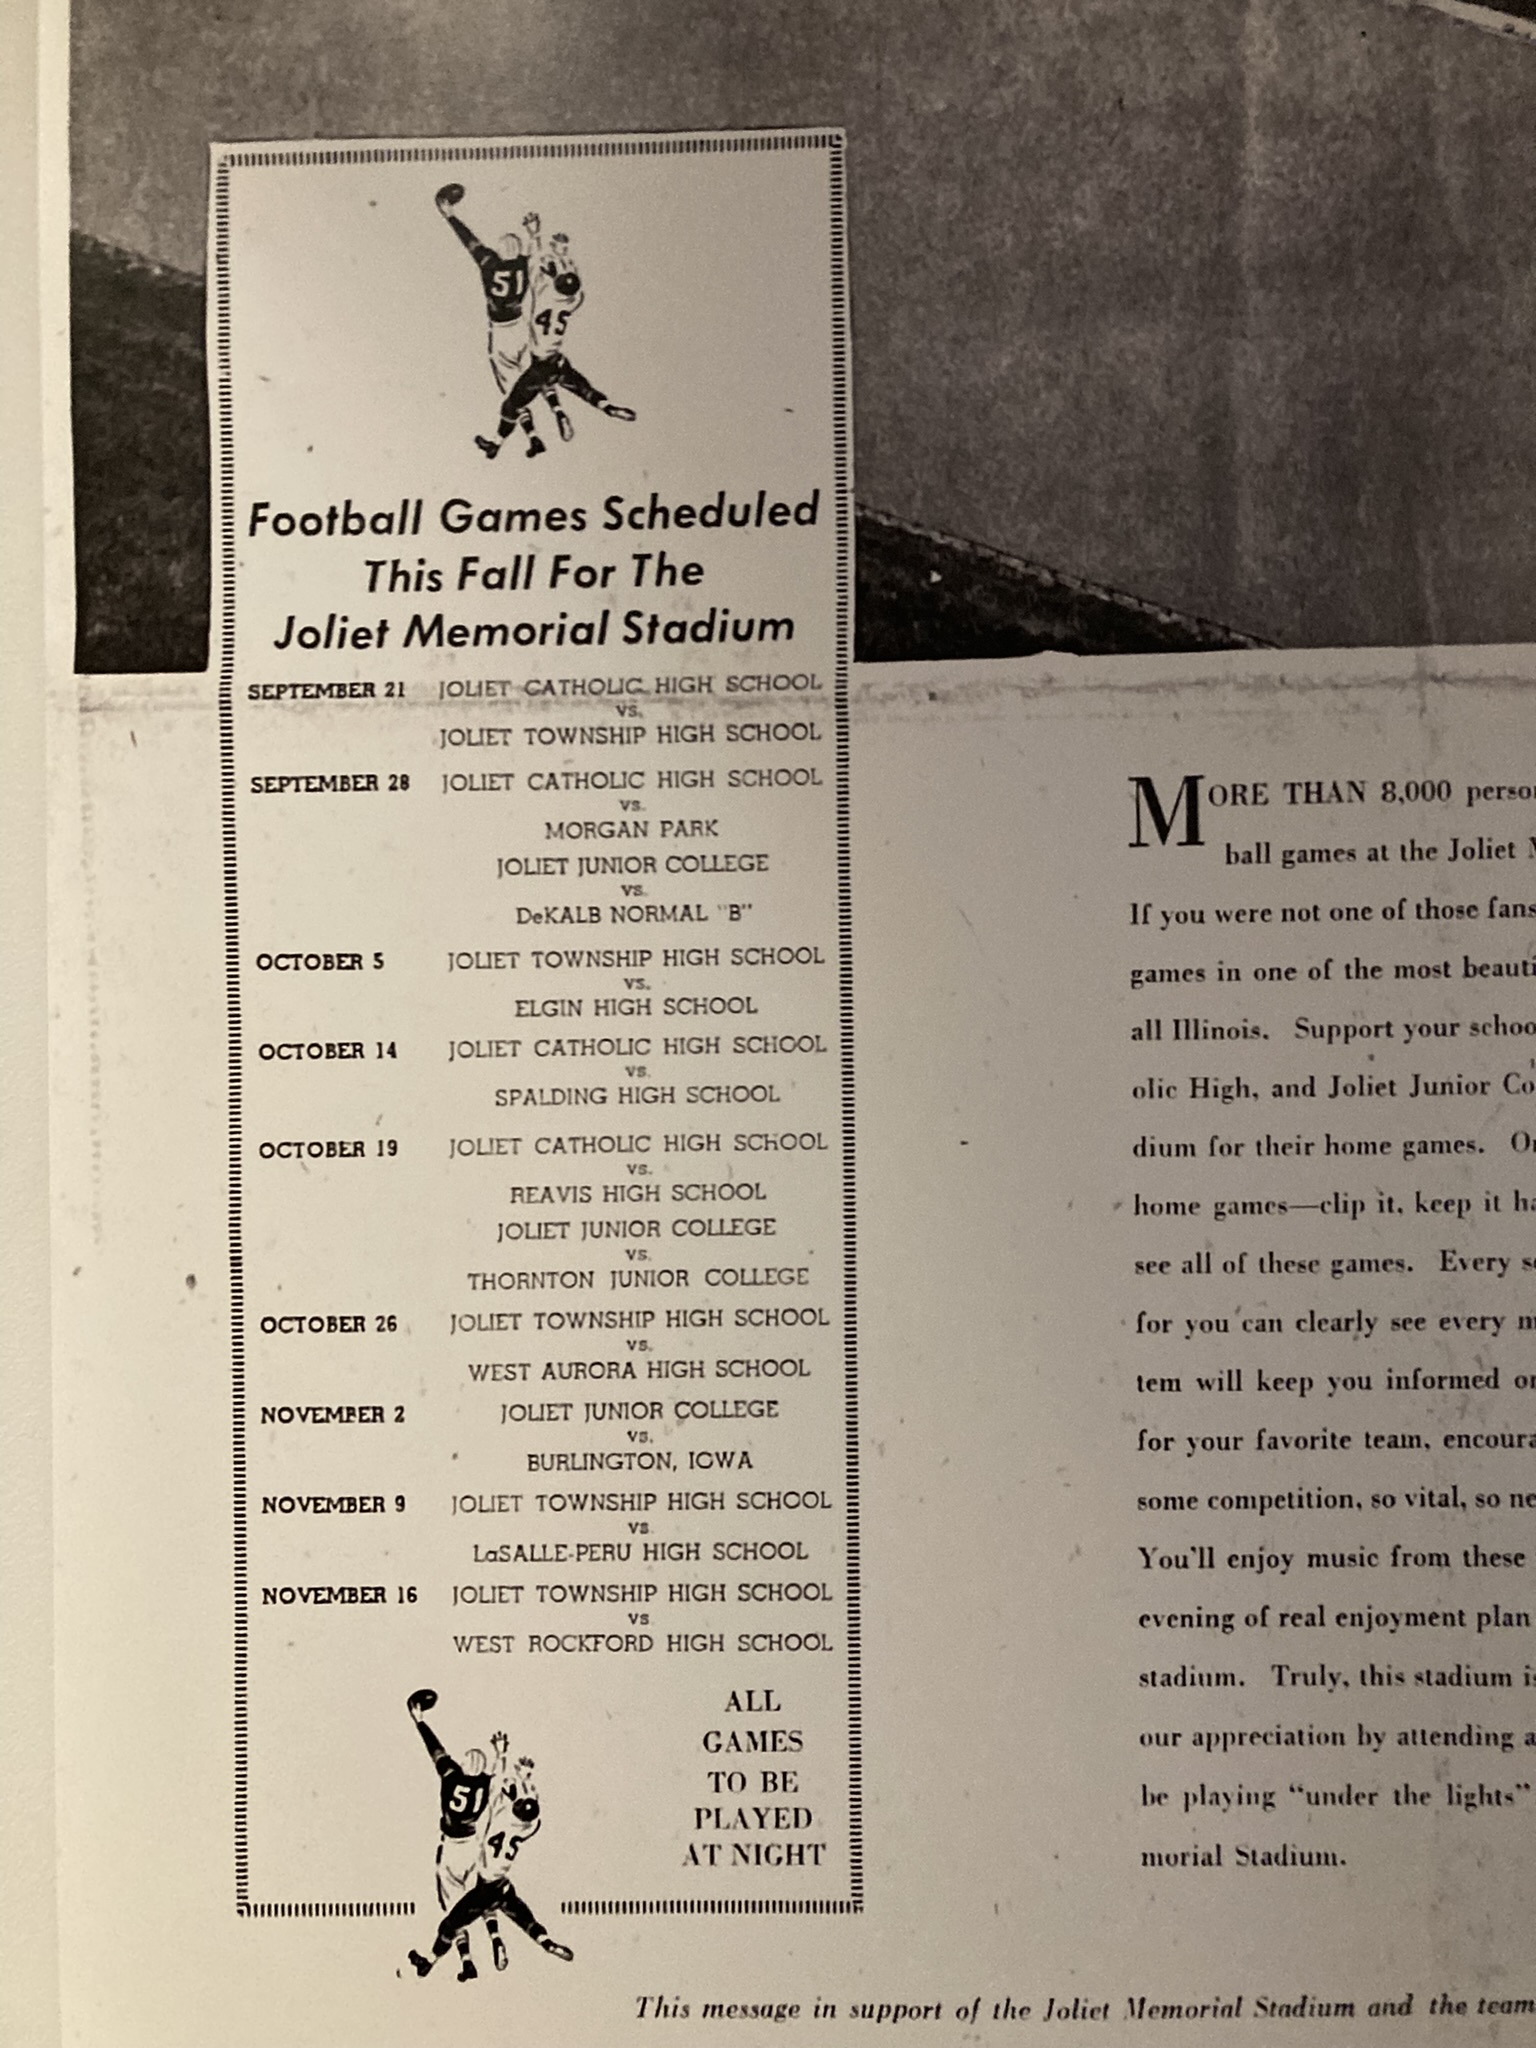 51
45
Football Games Scheduled
This Fall For The
Joliet Memorial Stadium
SEPTEMBER 21 JOLIET CATHOLIC HIGH SCHOOL
vs.
JOLIET TOWNSHIP HIGH SCHOOL
SEPTEMBER 28 JOLIET CATHOLIC HIGH SCHOOL
vs.
MORGAN PARK
JOLIET JUNIOR COLLEGE
vs.
DeKALB NORMAL "B"
OCTOBER 5 JOLIET TOWNSHIP HIGH SCHOOL
vs.
ELGIN HIGH SCHOOL
OCTOBER 14 JOLIET CATHOLIC HIGH SCHOOL
vs.
SPALDING HIGH SCHOOL
OCTOBER 19 JOLIET CATHOLIC HIGH SCHOOL
vs.
REAVIS HIGH SCHOOL
JOLIET JUNIOR COLLEGE
vs.
THORNTON JUNIOR COLLEGE
OCTOBER 26 JOLIET TOWNSHIP HIGH SCHOOL
vs.
WEST AURORA HIGH SCHOOL
NOVEMBER 2 JOLIET JUNIOR COLLEGE
vs.
BURLINGTON, IOWA
NOVEMBER 9 JOLIET TOWNSHIP HIGH SCHOOL
vs
LaSALLE-PERU HIGH SCHOOL
NOVEMBER 16 JOLIET TOWNSHIP HIGH SCHOOL
vs
WEST ROCKFORD HIGH SCHOOL
51
45
ALL
GAMES
TO BE
PLAYED
AT NIGHT
MORE THAN 8,000
ball games at the Joliet
If you were not one of those fans
games in one of the most
all Illinois. Support your
olic High, and Joliet Junior
dium for their home games.
home games—clip it, keep it
see all of these games. Every
for you can clearly see every
tem will keep you informed
for your favorite team,
some competition, so vital, so
You'll enjoy music from these
evening of real enjoyment plan
stadium. Truly, this stadium
our appreciation by attending
be playing "under the lights"
morial Stadium.
This message in support of the Joliet Memorial Stadium and the team